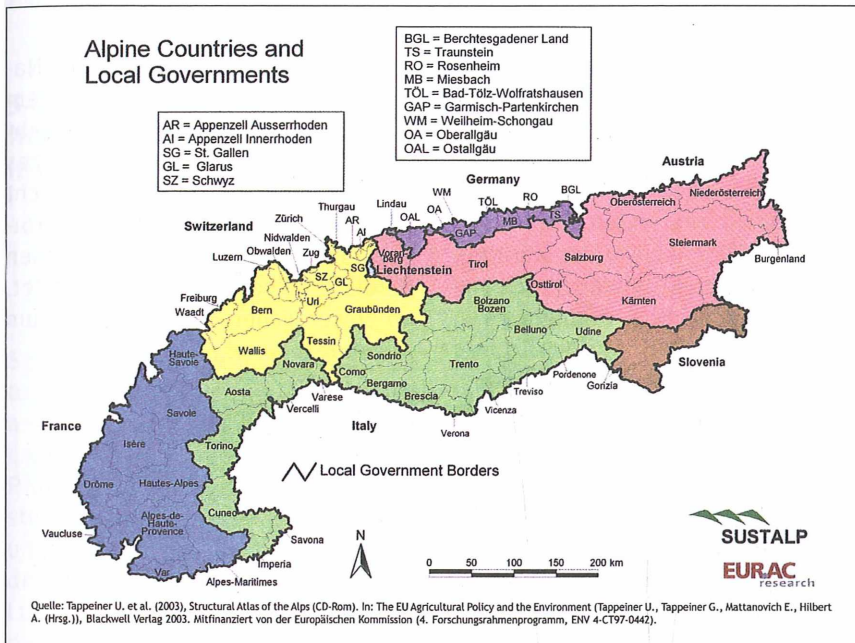 Alpine Countries and
Local Governments
BGL = Berchtesgadener Land
TS = Traunstein
RO = Rosenheim
MB = Miesbach
TÖL = Bad-Tölz-Wolfratshausen
GAP = Garmisch-Partenkirchen
WM = Weilheim-Schongau
OA = Oberallgäu
OAL = Ostallgäu
AR = Appenzell Ausserrhoden
AI = Appenzell Innerrhoden
SG = St. Gallen
GL = Glarus
SZ = Schwyz
Austria
Germany
Switzerland
Liechtenstein
Slovenia
France
Italy
Thurgau
Zürich
AR
AI
Nidwalden
Obwalden
Zug
Luzern
SZ
SG
GL
Uri
Freiburg
Waadt
Bern
Graubünden
Wallis
Tessin
Lindau
OAL
OA
WM
GAP
TÖL
MB
RO
TS
BGL
Voral-
berg
Tirol
Salzburg
Osttirol
Kärnten
Oberösterreich
Niederösterreich
Steiermark
Burgenland
Bolzano
Bozen
Belluno
Udine
Pordenone
Gorizia
Trento
Treviso
Vicenza
Verona
Sondrio
Como
Bergamo
Brescia
Novara
Varese
Vercelli
Aosta
Torino
Cuneo
Savona
Imperia
Haute-
Savoie
Savoie
Isère
Drôme
Hautes-Alpes
Alpes-de-
Haute-
Provence
Vaucluse
Var
Alpes-Maritimes
Local Government Borders
N
0 50 100 150 200 km
SUSTALP
EURAC
research
Quelle: Tappeiner U. et al. (2003), Structural Atlas of the Alps (CD-Rom). In: The EU Agricultural Policy and the Environment (Tappeiner U., Tappeiner G., Mattanovich E., Hilbert
A. (Hrsg.)), Blackwell Verlag 2003. Mitfinanziert von der Europäischen Kommission (4. Forschungsrahmenprogramm, ENV 4-CT97-0442).